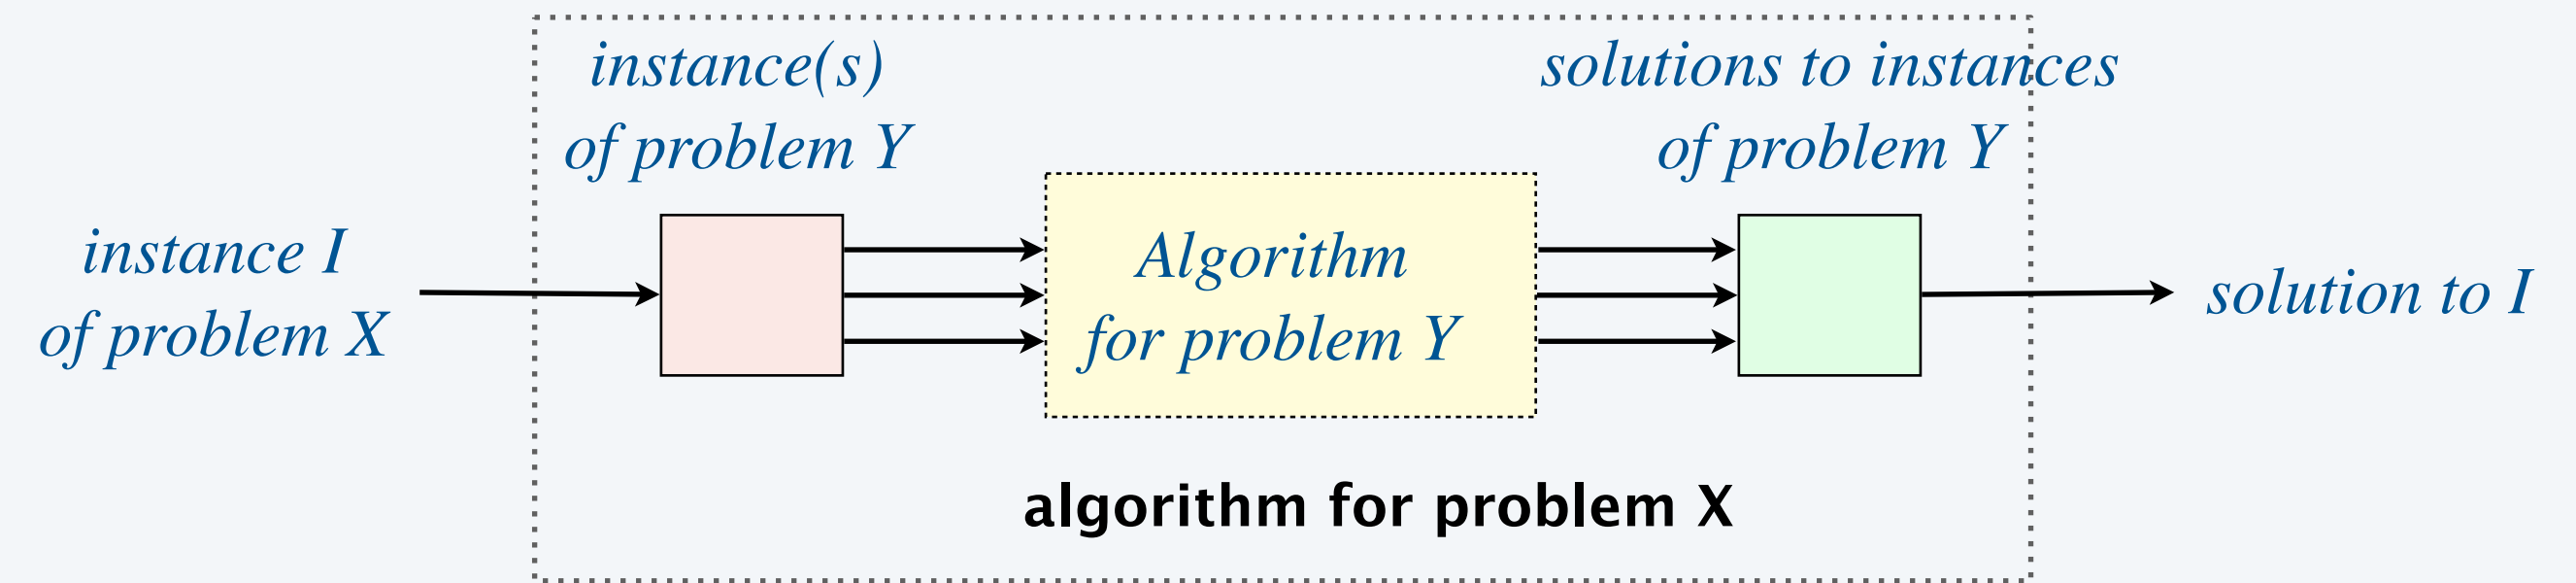 instance I
of problem X
instance(s)
of problem Y
Algorithm
for problem Y
solutions to instances
of problem Y
solution to I
algorithm for problem X